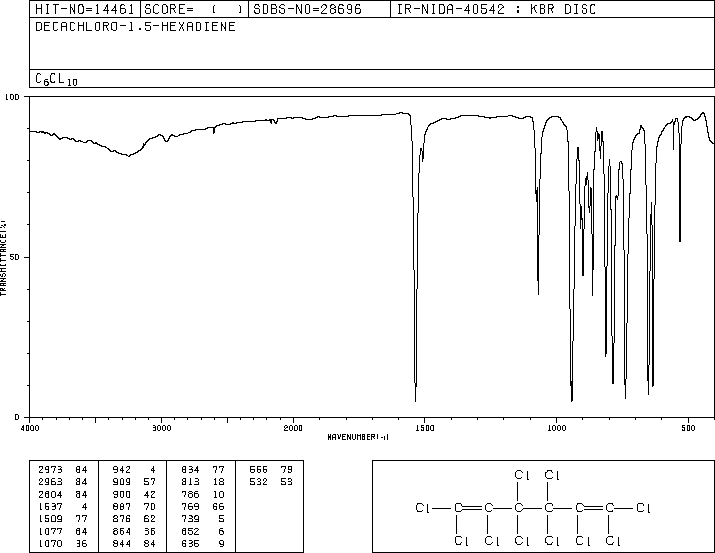 HIT-NO=14461 SCORE= ( ) SDBS-NO=28696 IR-NIDA-40542 : KBR DISC
DECACHLORO-1,5-HEXADIENE
C6CL10
100
TRANSMITTANCE(%)
50
0
4000 3000 2000 1500 1000 500
WAVENUMBER(-1)
2973 84 942 4 834 77 556 79
2963 84 909 57 813 18 532 53
2804 84 900 42 786 10
1537 4 887 70 769 66
1509 77 876 62 739 5
1077 64 864 36 652 6
1070 36 844 84 635 9
Cl Cl
Cl C C C C C C Cl
Cl Cl Cl Cl Cl Cl